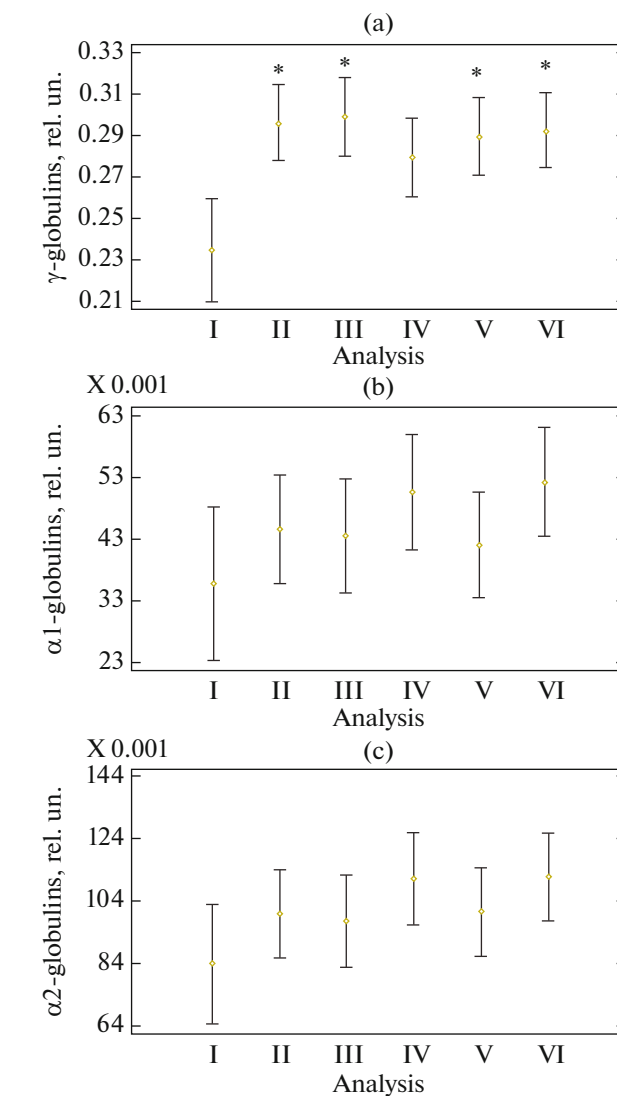 (a)
γ-globulins, rel. un.
0.33
0.31
0.29
0.27
0.25
0.23
0.21
* * * *
I II III IV V VI
Analysis
X 0.001
(b)
α1-globulins, rel. un.
63
53
43
33
23
I II III IV V VI
Analysis
X 0.001
(c)
α2-globulins, rel. un.
144
124
104
84
64
I II III IV V VI
Analysis